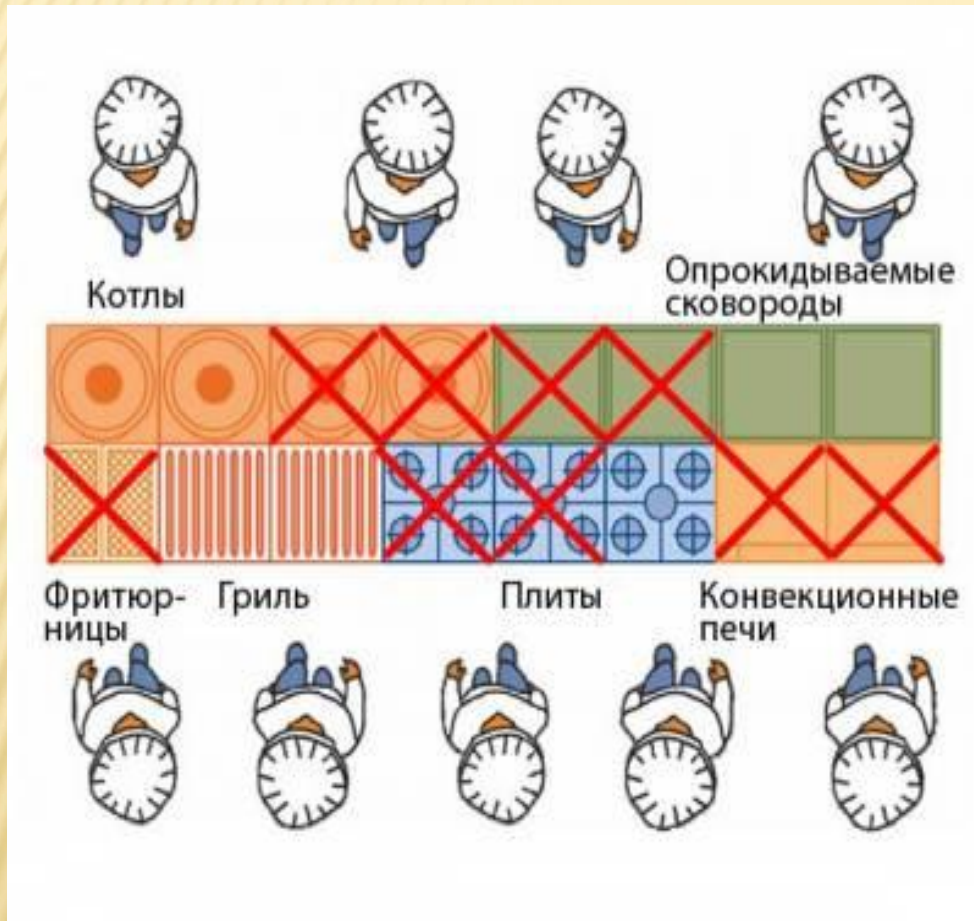 Котлы
Опрокидываемые
сковороды
Фритюр-
ницы
Гриль
Плиты
Конвекционные
печи